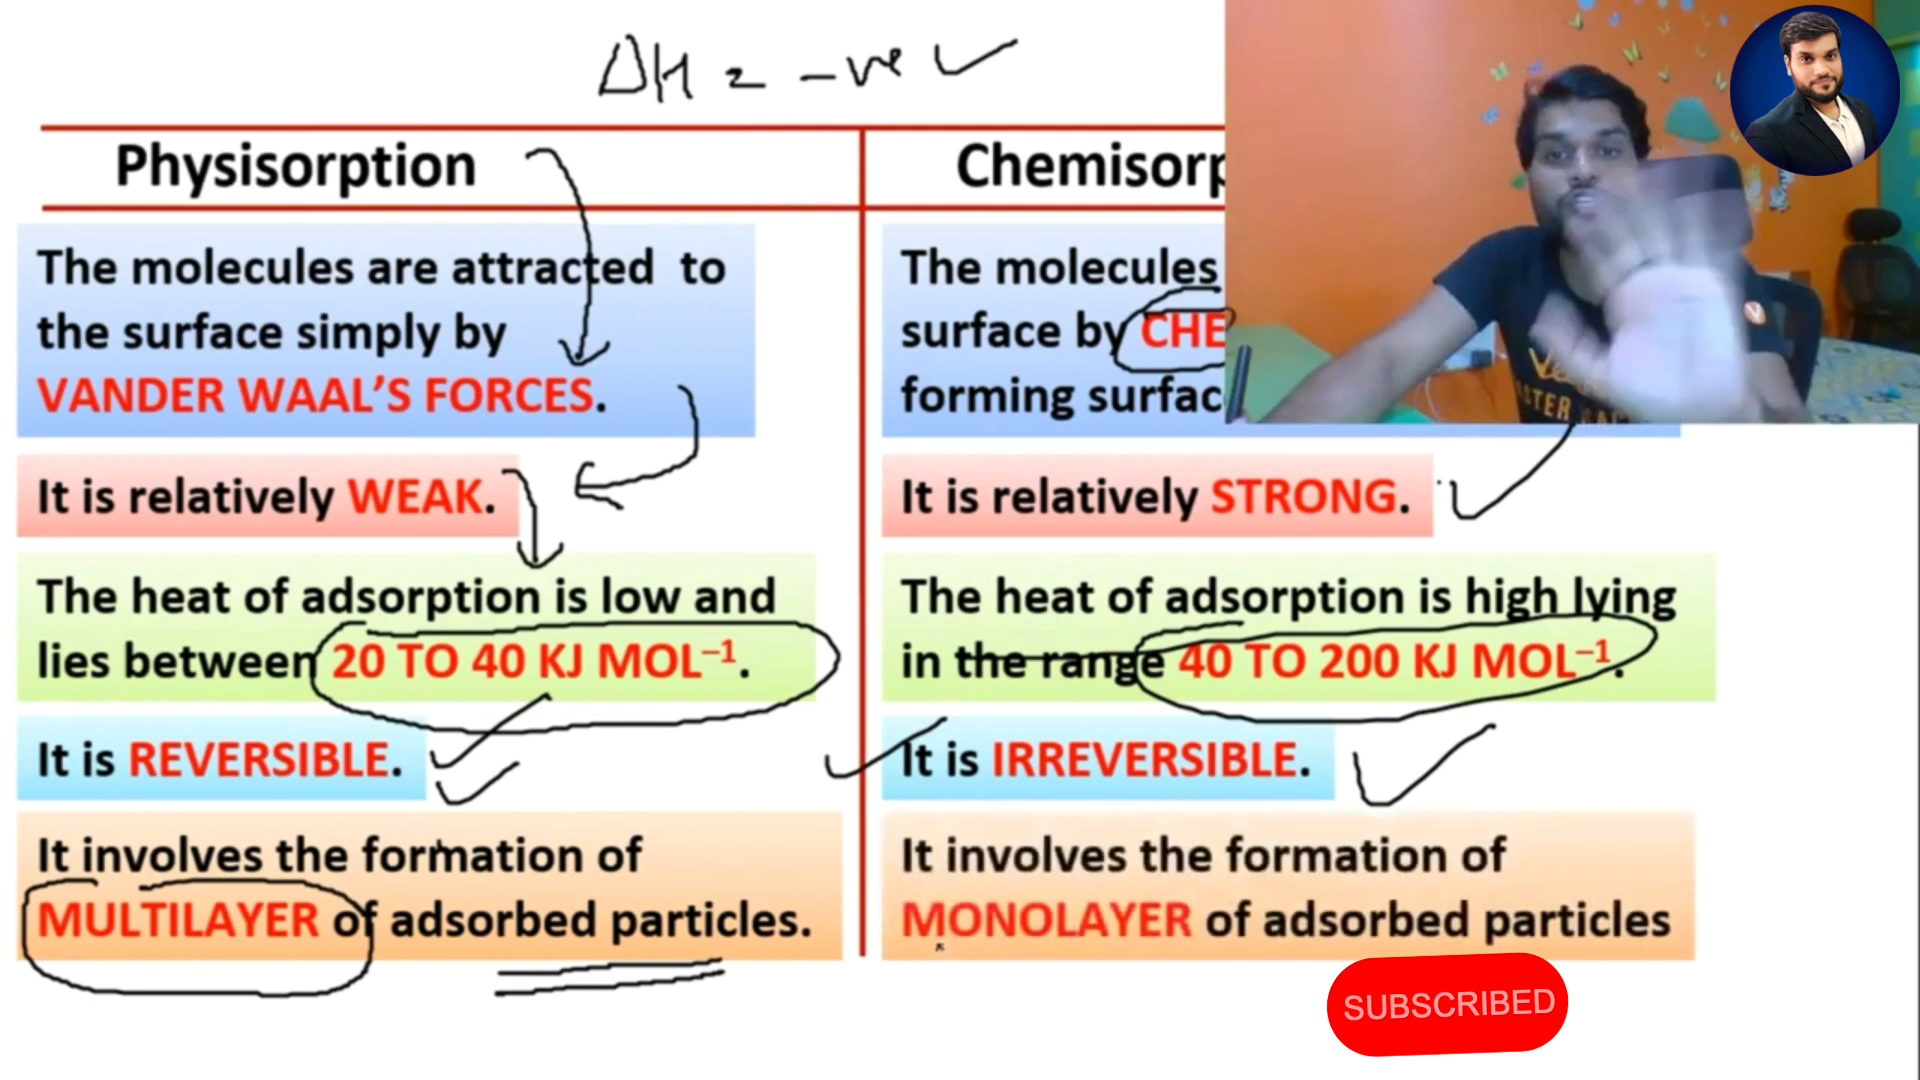 ΔH = -ve
Physisorption
Chemisorp
The molecules are attracted to
the surface simply by
VANDER WAAL’S FORCES.
The molecules
surface by CHE
forming surfac
It is relatively WEAK.
It is relatively STRONG.
The heat of adsorption is low and
lies between 20 TO 40 KJ MOL⁻¹.
The heat of adsorption is high lying
in the range 40 TO 200 KJ MOL⁻¹.
It is REVERSIBLE.
It is IRREVERSIBLE.
It involves the formation of
MULTILAYER of adsorbed particles.
It involves the formation of
MONOLAYER of adsorbed particles
SUBSCRIBED